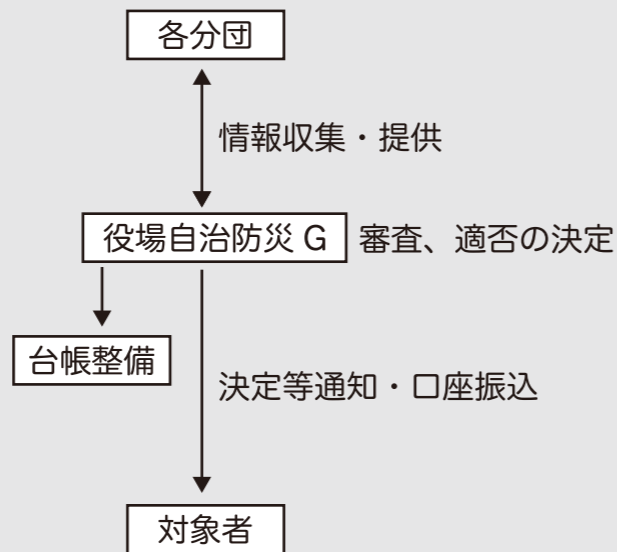 各分団
情報収集・提供
役場自治防災 G 審査、適否の決定
台帳整備
決定等通知・口座振込
対象者